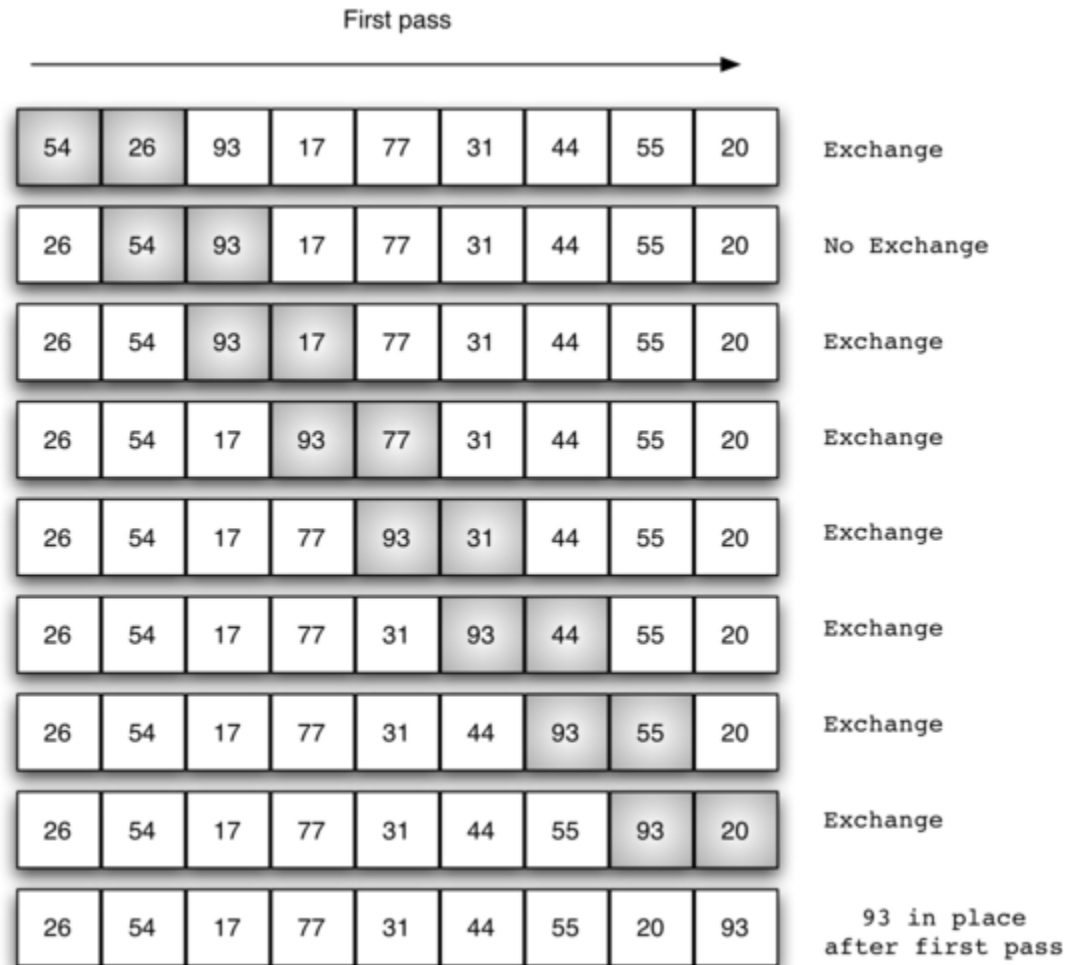 First pass
54 26 93 17 77 31 44 55 20 Exchange
26 54 93 17 77 31 44 55 20 No Exchange
26 54 93 17 77 31 44 55 20 Exchange
26 54 17 93 77 31 44 55 20 Exchange
26 54 17 77 93 31 44 55 20 Exchange
26 54 17 77 31 93 44 55 20 Exchange
26 54 17 77 31 44 93 55 20 Exchange
26 54 17 77 31 44 55 93 20 Exchange
26 54 17 77 31 44 55 20 93 93 in place
after first pass